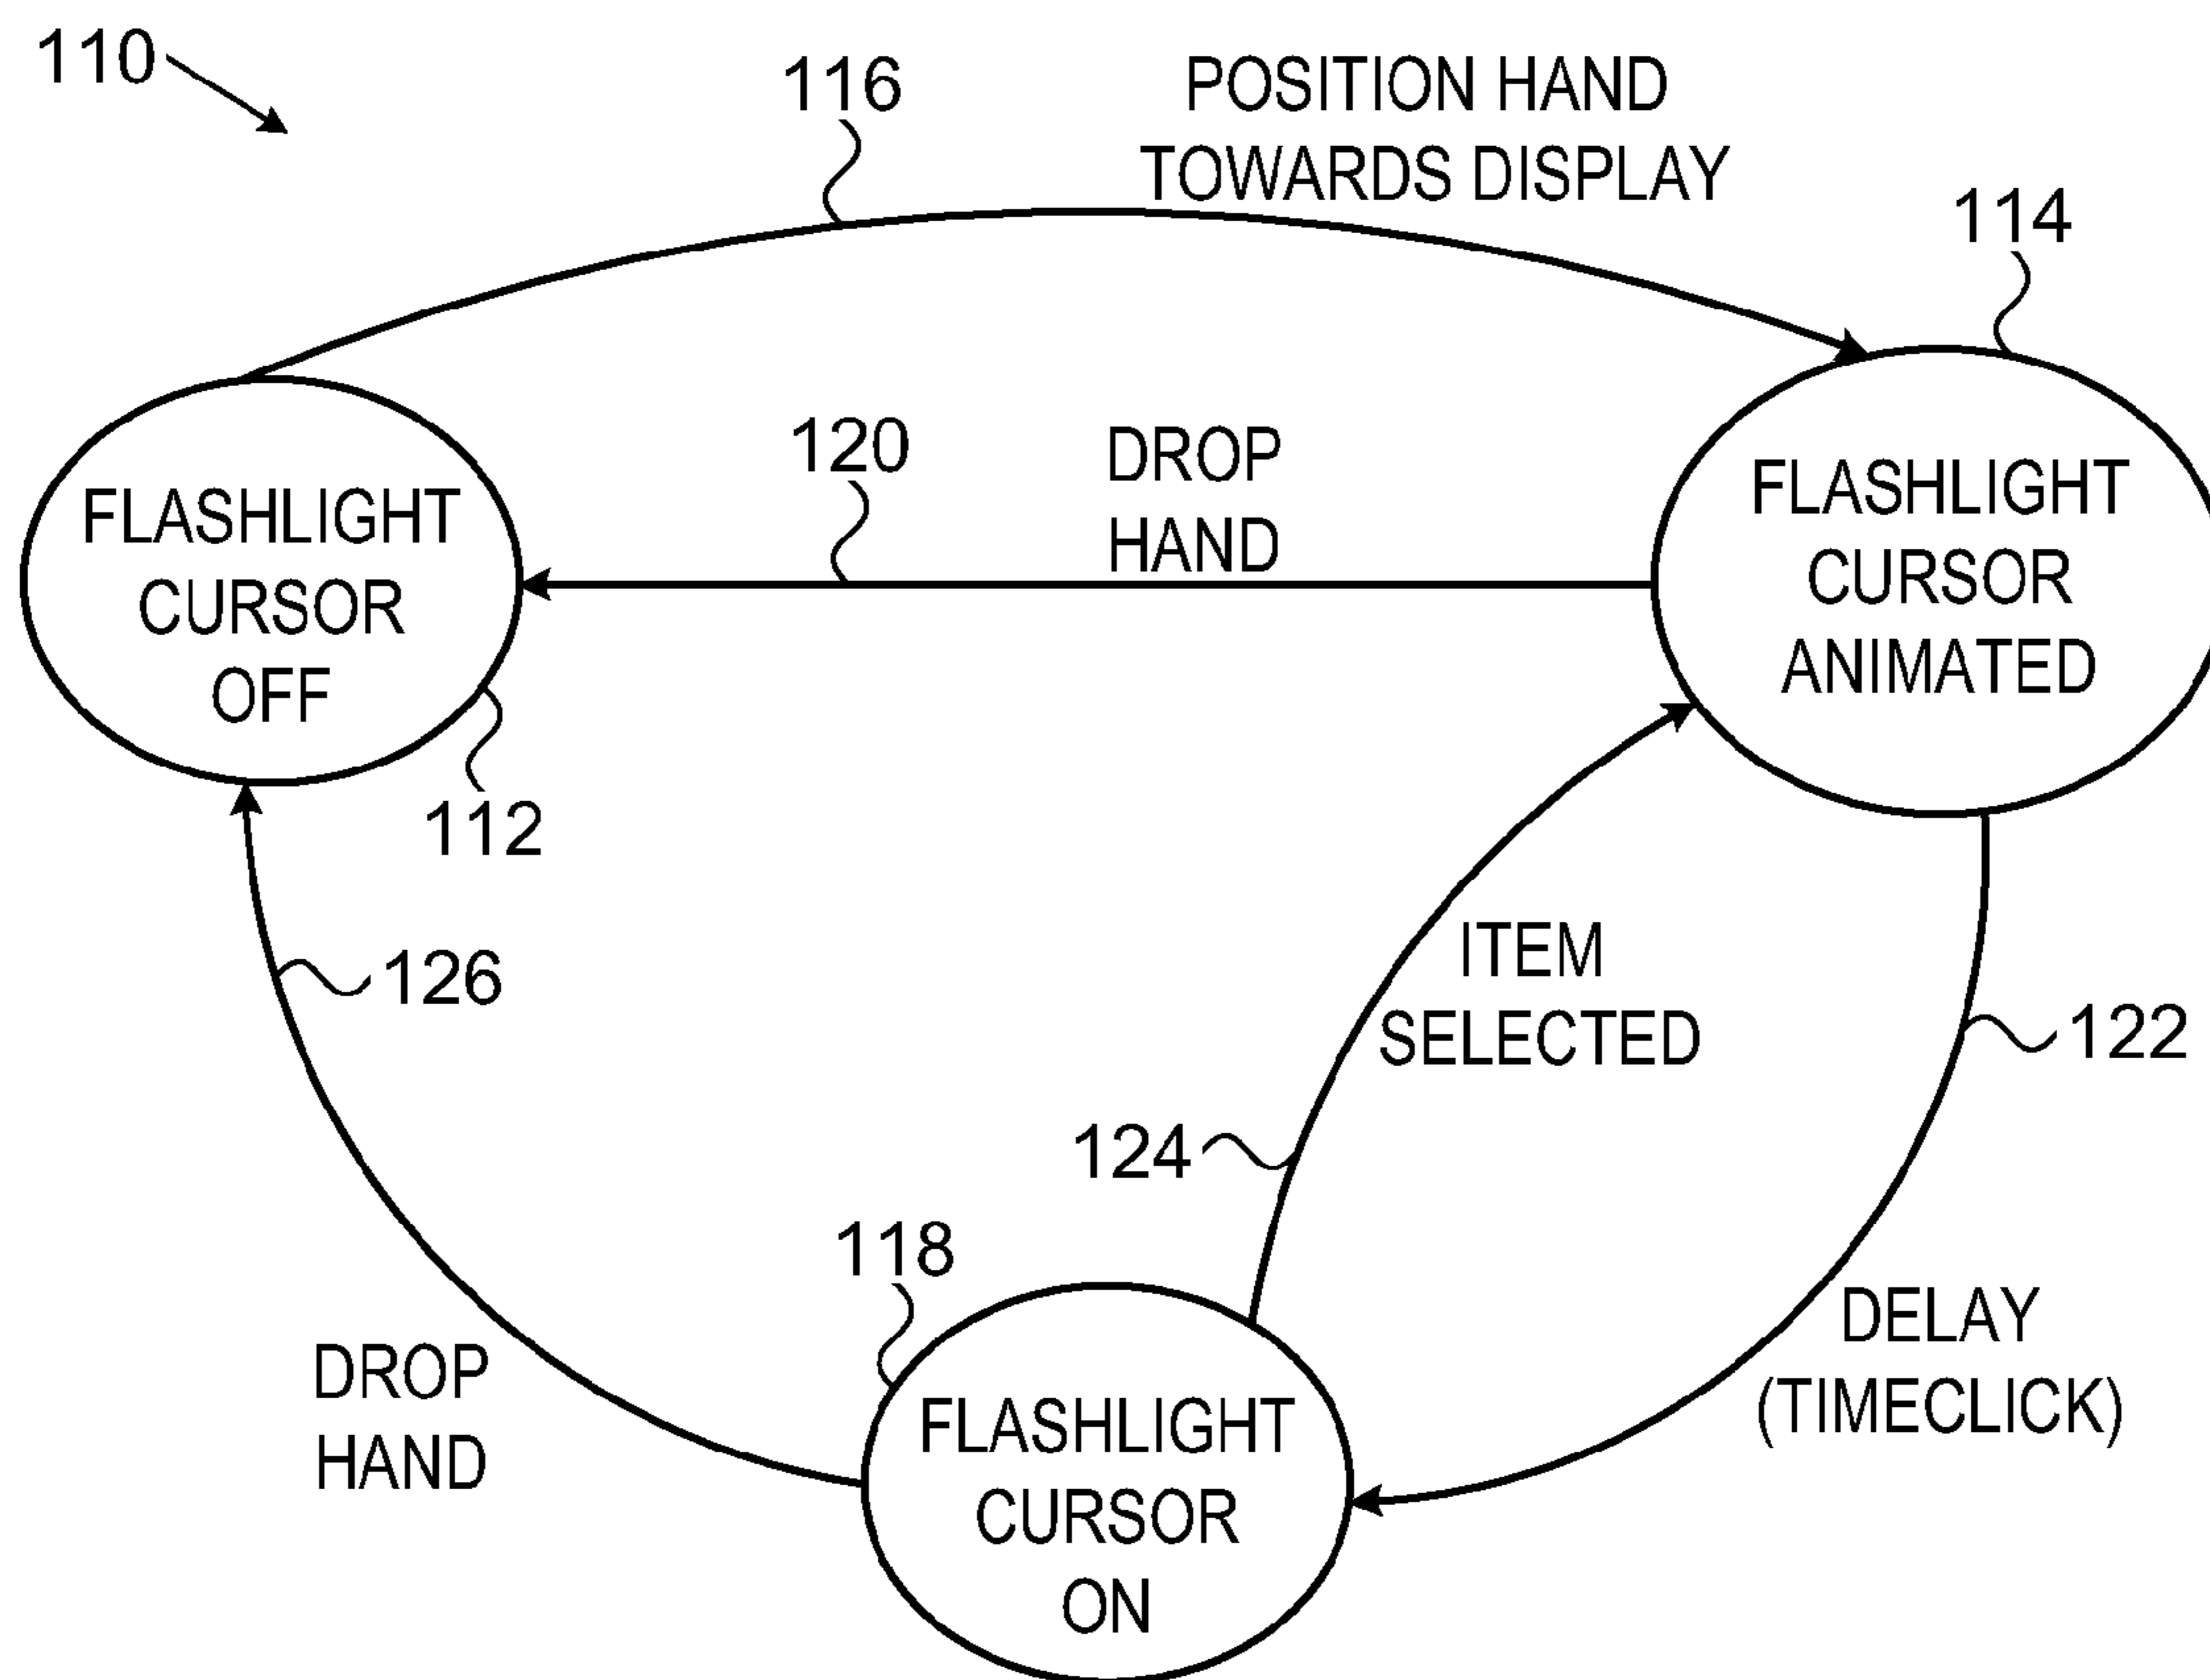 110
116
POSITION HAND
TOWARDS DISPLAY
114
120
DROP
HAND
FLASHLIGHT
CURSOR
OFF
FLASHLIGHT
CURSOR
ANIMATED
112
126
ITEM
SELECTED
122
124
118
DROP
HAND
DELAY
(TIMECLICK)
FLASHLIGHT
CURSOR
ON